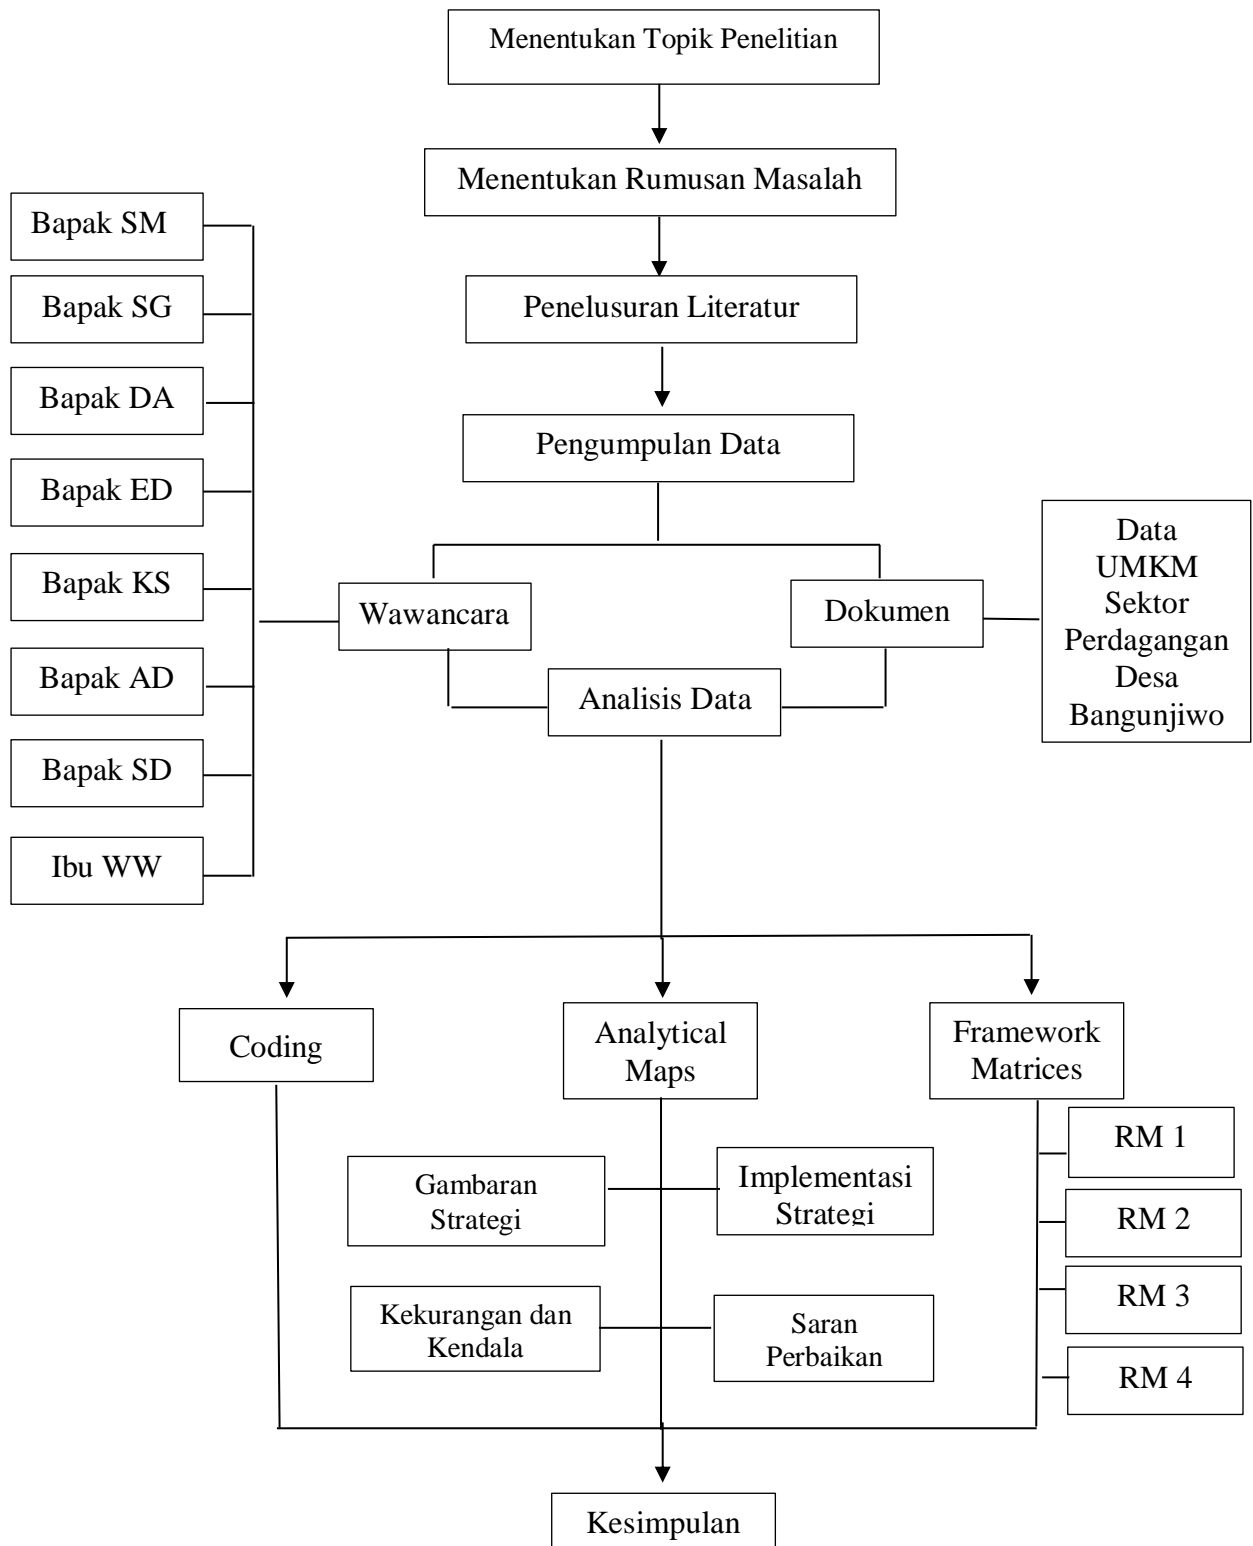 Menentukan Topik Penelitian
Menentukan Rumusan Masalah
Bapak SM
Bapak SG
Penelusuran Literatur
Bapak DA
Pengumpulan Data
Bapak ED
Bapak KS
Wawancara
Dokumen
Data
UMKM
Sektor
Perdagangan
Desa
Bangunjiwo
Bapak AD
Analisis Data
Bapak SD
Ibu WW
Coding
Analytical
Maps
Framework
Matrices
RM 1
Gambaran
Strategi
Implementasi
Strategi
RM 2
Kekurangan dan
Kendala
Saran
Perbaikan
RM 3
RM 4
Kesimpulan